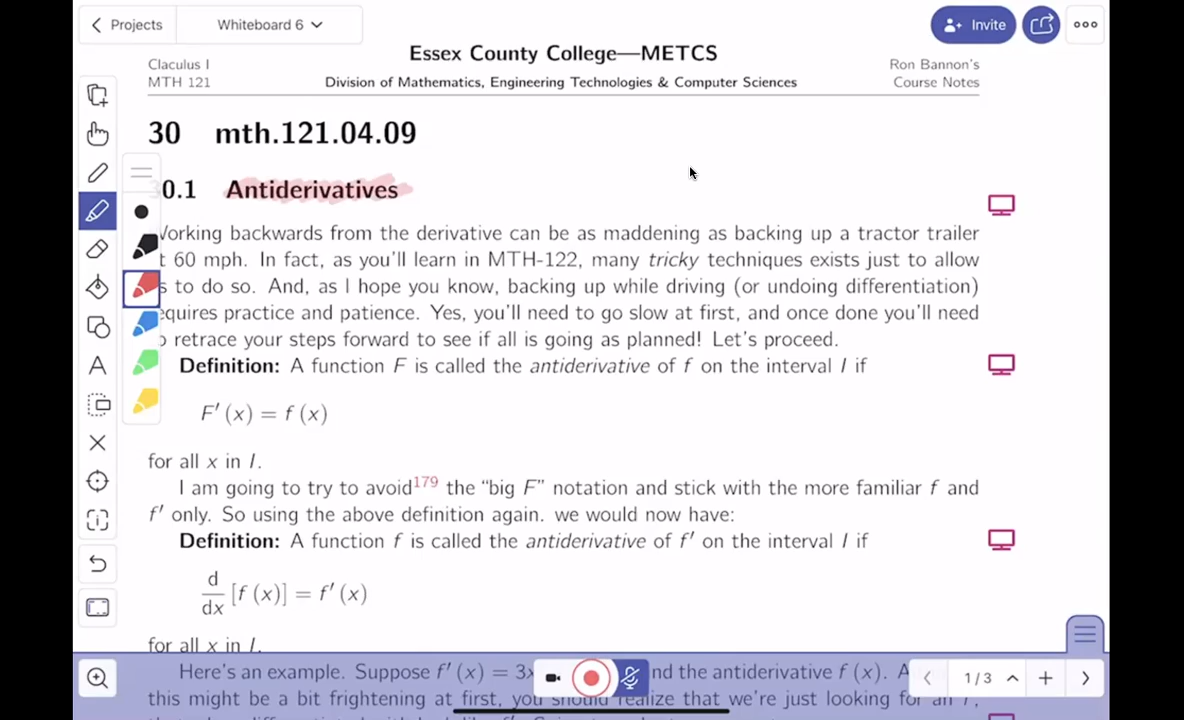 Projects
Whiteboard 6
Invite
Essex County College—METCS
Claculus I
Ron Bannon's
MTH 121
Division of Mathematics, Engineering Technologies & Computer Sciences
Course Notes
30 mth.121.04.09
0.1 Antiderivatives
orking backwards from the derivative can be as maddening as backing up a tractor trailer
t 60 mph. In fact, as you'll learn in MTH-122, many tricky techniques exists just to allow
s to do so. And, as I hope you know, backing up while driving (or undoing differentiation)
equires practice and patience. Yes, you'll need to go slow at first, and once done you'll need
retrace your steps forward to see if all is going as planned! Let's proceed.
Definition: A function F is called the antiderivative of f on the interval I if
F′ (x) = f (x)
for all x in I.
I am going to try to avoid179 the “big F” notation and stick with the more familiar f and
f′ only. So using the above definition again. we would now have:
Definition: A function f is called the antiderivative of f′ on the interval I if
d/dx [f (x)] = f′ (x)
for all x in I.
Here's an example. Suppose f′ (x) = 3x nd the antiderivative f (x). A
this might be a bit frightening at first, you should realize that we're just looking for an f,
1/3
A